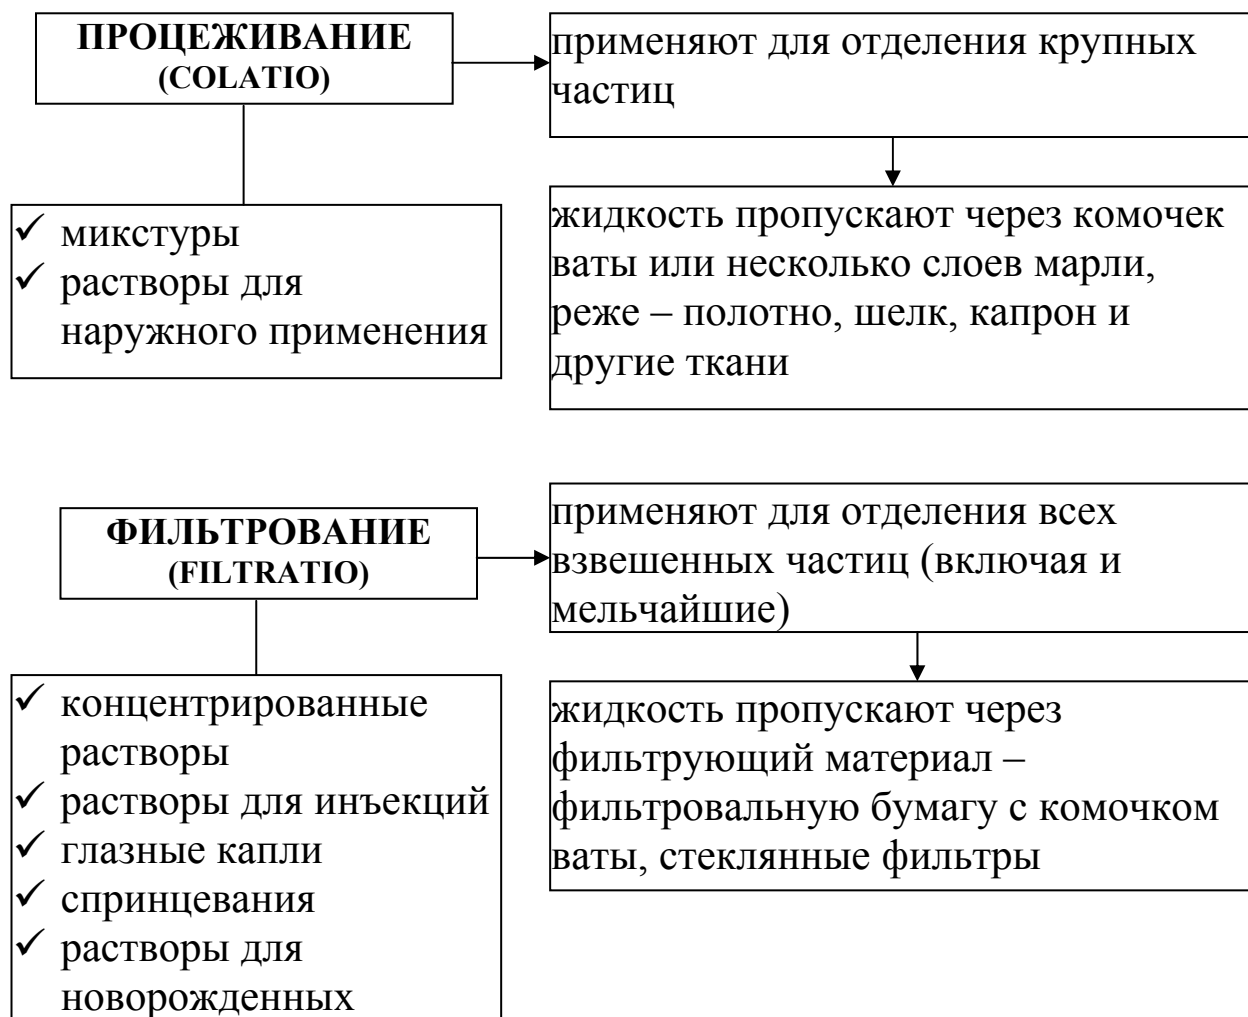 ПРОЦЕЖИВАНИЕ
(COLATIO)
применяют для отделения крупных
частиц
✓ микстуры
✓ растворы для
наружного применения
жидкость пропускают через комочек
ваты или несколько слоев марли,
реже – полотно, шелк, капрон и
другие ткани
ФИЛЬТРОВАНИЕ
(FILTRATIO)
применяют для отделения всех
взвешенных частиц (включая и
мельчайшие)
✓ концентрированные
растворы
✓ растворы для инъекций
✓ глазные капли
✓ спринцевания
✓ растворы для
новорожденных
жидкость пропускают через
фильтрующий материал –
фильтровальную бумагу с комочком
ваты, стеклянные фильтры